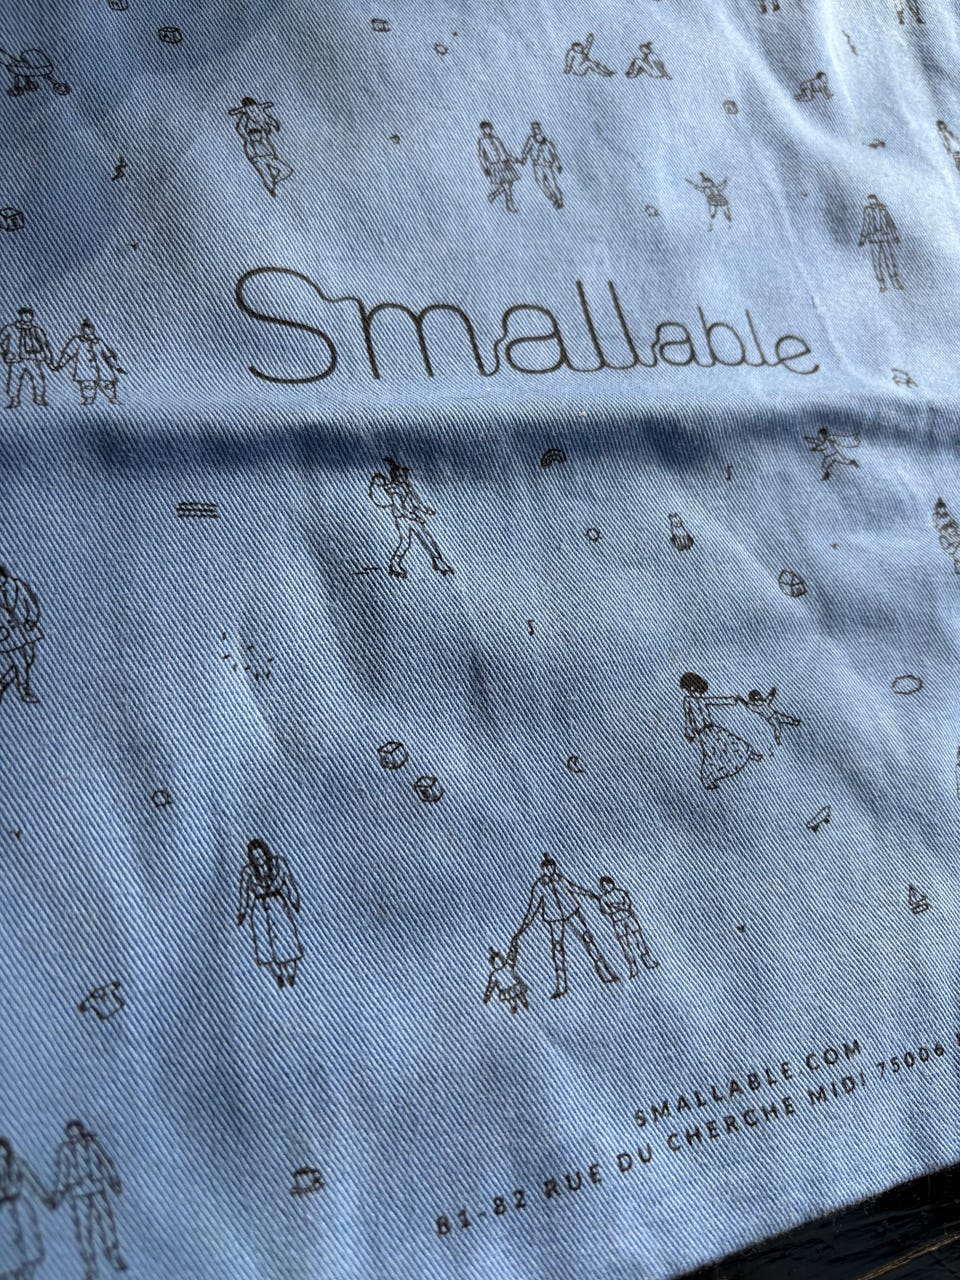 Smallable
SMALLABLE.COM
81-82 RUE DU CHERCHE MIDI 75006